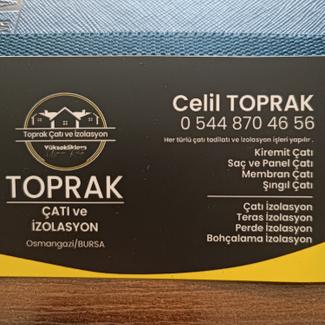 Toprak Çatı ve İzolasyon
Yüksekliklere
TOPRAK
ÇATI ve
İZOLASYON
Osmangazi/BURSA
Celil TOPRAK
0 544 870 46 56
Her türlü çatı tadilatı ve izolasyon işleri yapılır .
Kiremit Çatı
Saç ve Panel Çatı
Membran Çatı
Şıngıl Çatı
Çatı İzolasyon
Teras İzolasyon
Perde İzolasyon
Bohçalama İzolasyon